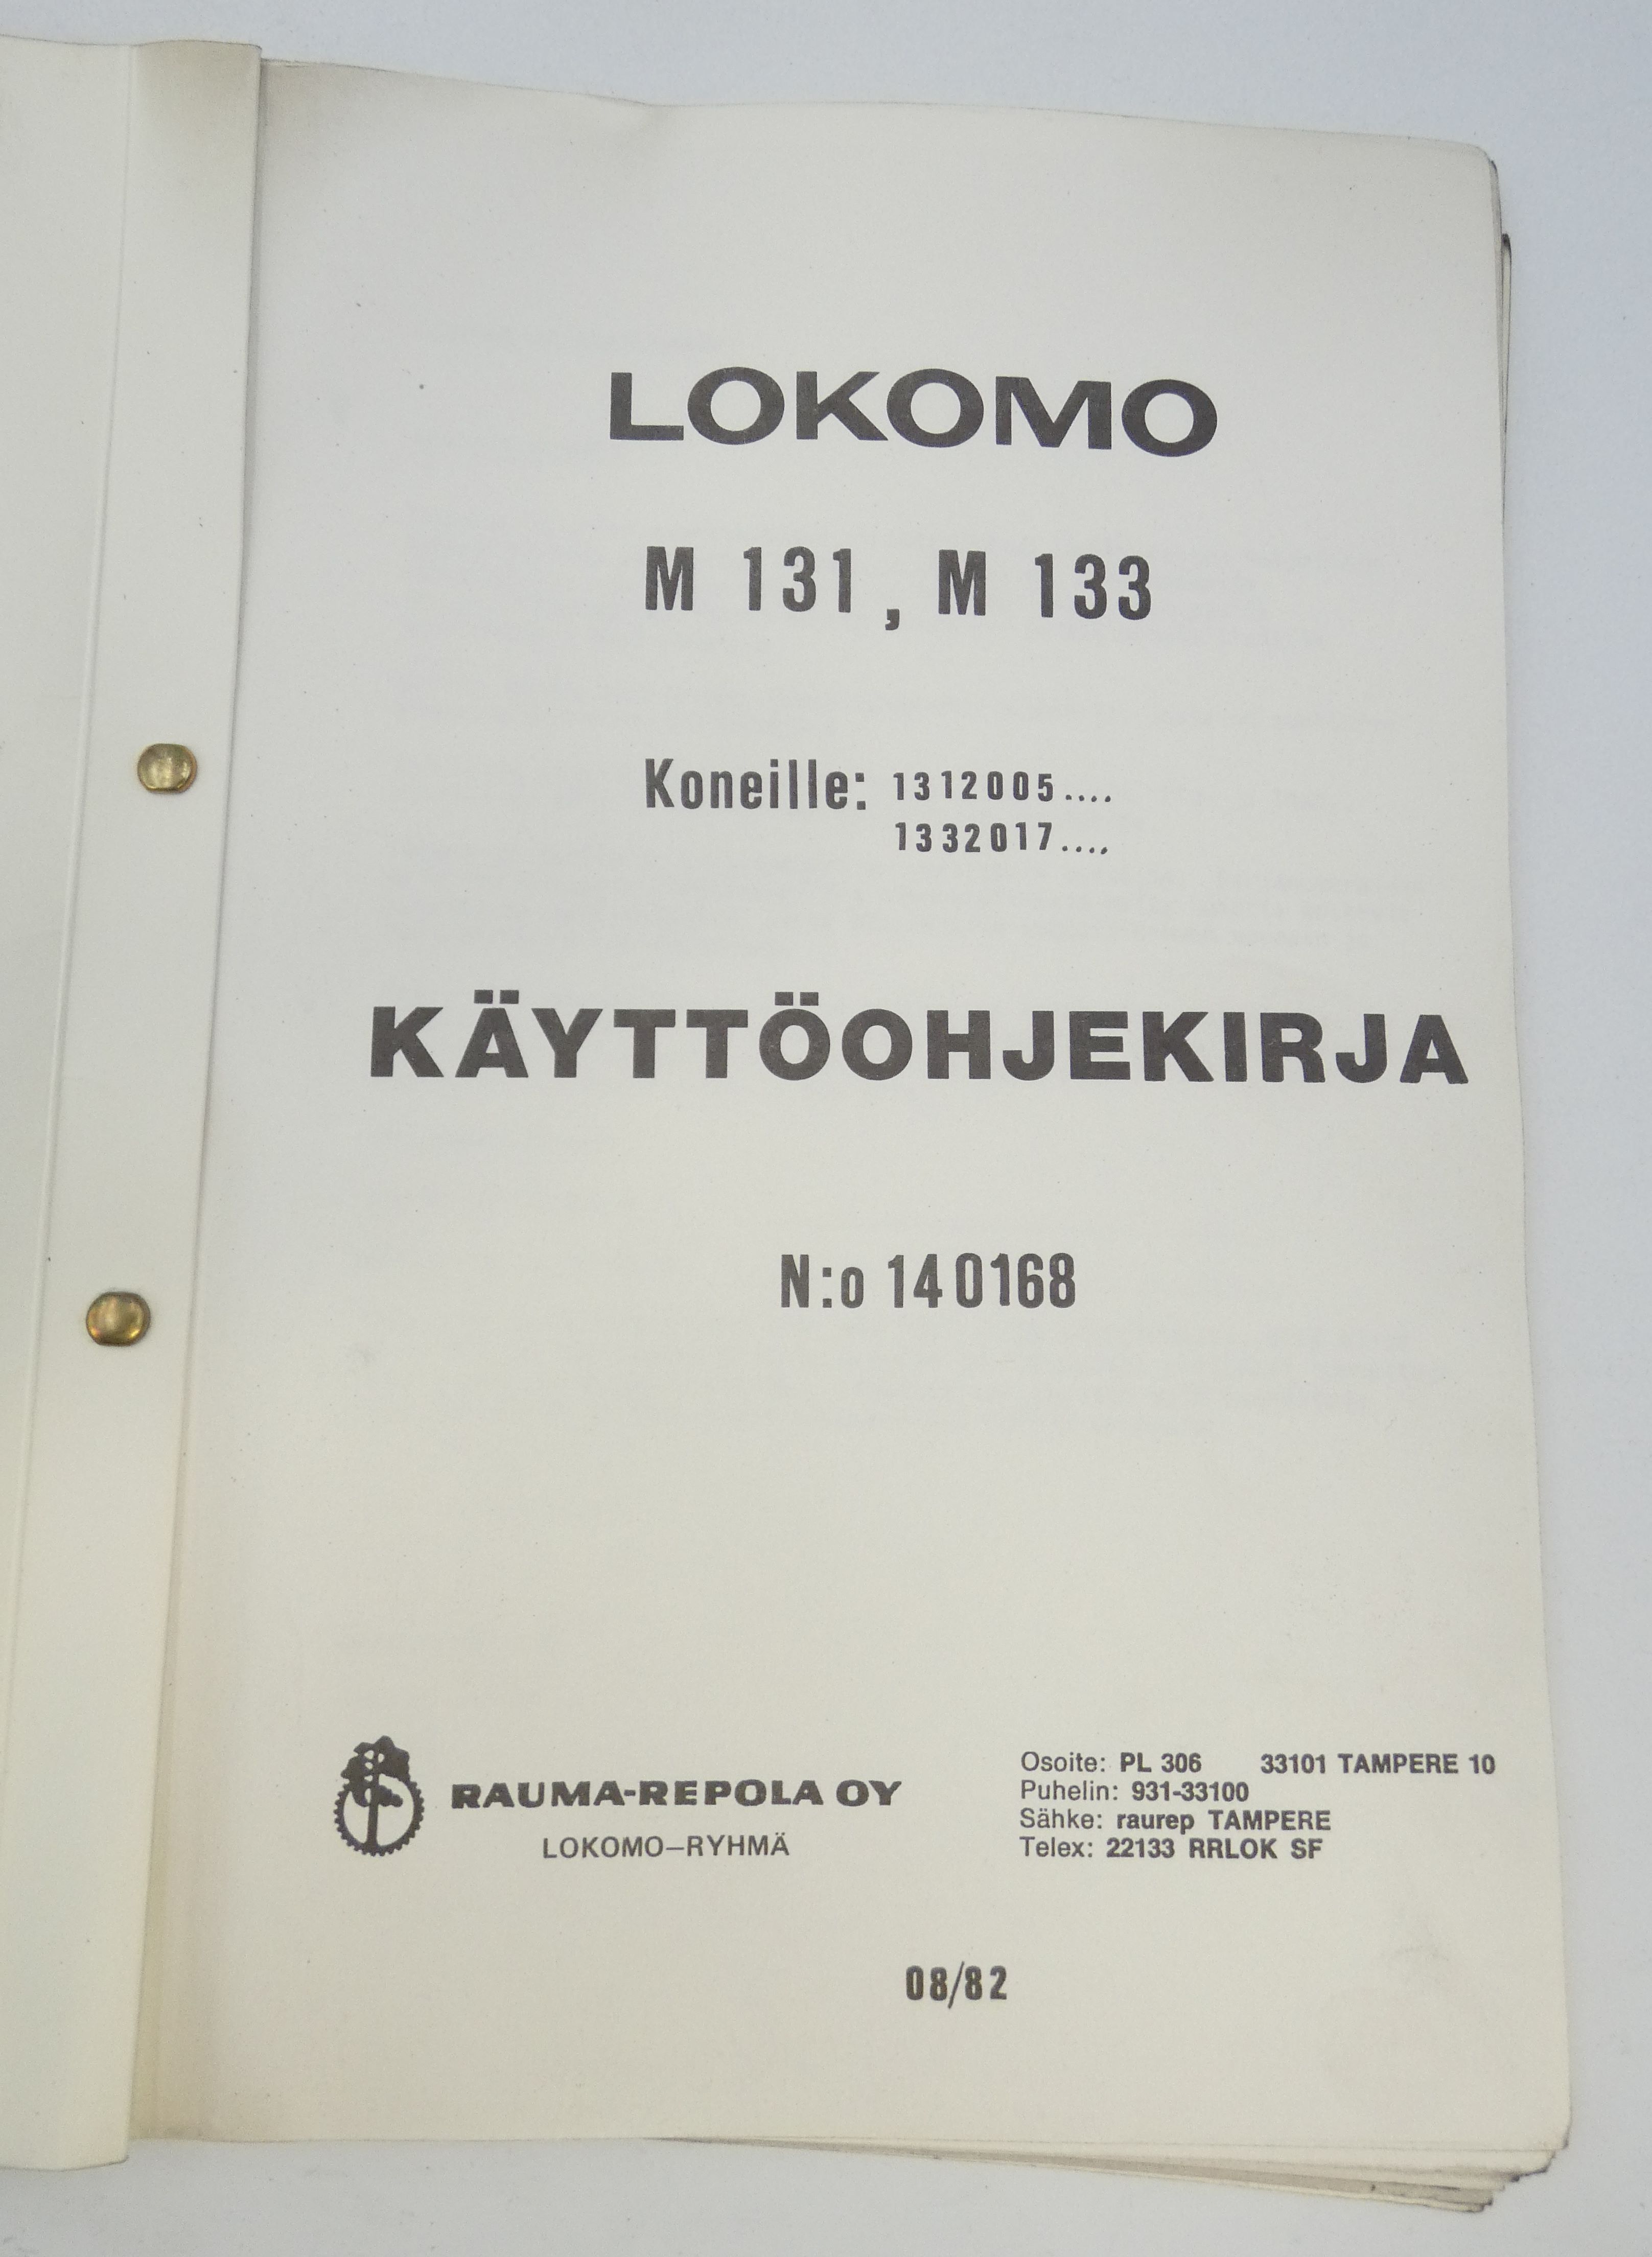 LOKOMO
M 131, M 133
Koneille: 1312005....
1332017....
KÄYTTÖOHJEKIRJA
N:o 140168
RAUMA-REPOLA OY
LOKOMO–RYHMÄ
Osoite: PL 306 33101 TAMPERE 10
Puhelin: 931-33100
Sähke: raurep TAMPERE
Telex: 22133 RRLOK SF
08/82